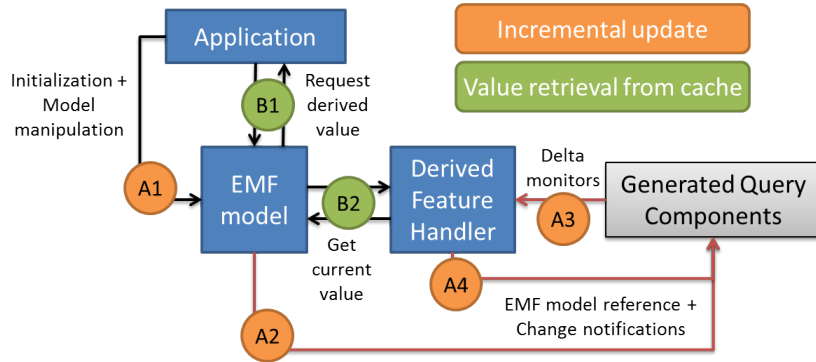 Application
Incremental update
Value retrieval from cache
Initialization +
Model
manipulation
B1
Request
derived
value
A1
EMF
model
B2
Get
current
value
Derived
Feature
Handler
Delta
monitors
A3
Generated Query
Components
A4
A2
EMF model reference +
Change notifications